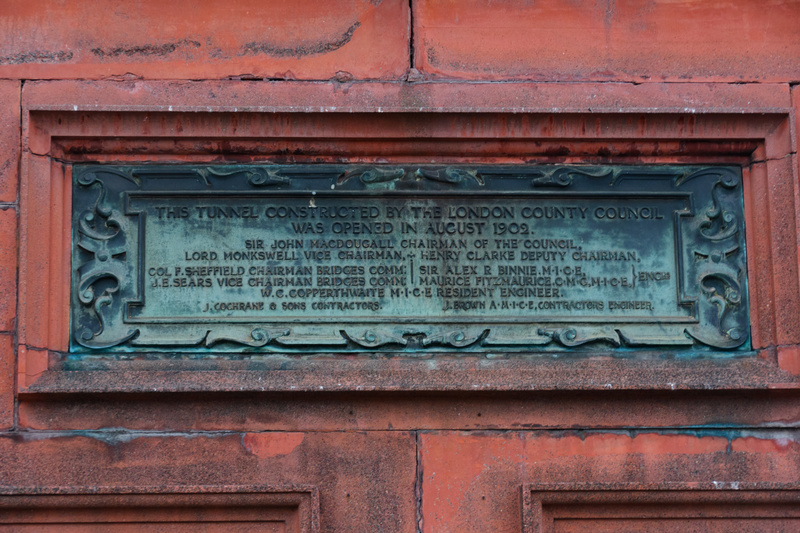 THIS TUNNEL CONSTRUCTED BY THE LONDON COUNTY COUNCIL
WAS OPENED IN AUGUST 1902.
SIR JOHN MACDOUGALL CHAIRMAN OF THE COUNCIL,
LORD MONKSWELL VICE CHAIRMAN, HENRY CLARKE DEPUTY CHAIRMAN,
COL F. SHEFFIELD CHAIRMAN BRIDGES COMM: SIR ALEX R BINNIE, M·I·C·E,
J.E. SEARS VICE CHAIRMAN BRIDGES COMM: MAURICE FITZMAURICE, C·M·G, M·I·C·E, ENGRS
W.C. COPPERTHWAITE M·I·C·E RESIDENT ENGINEER.
J. COCHRANE & SONS CONTRACTORS. J. BROWN A·M·I·C·E, CONTRACTORS ENGINEER.